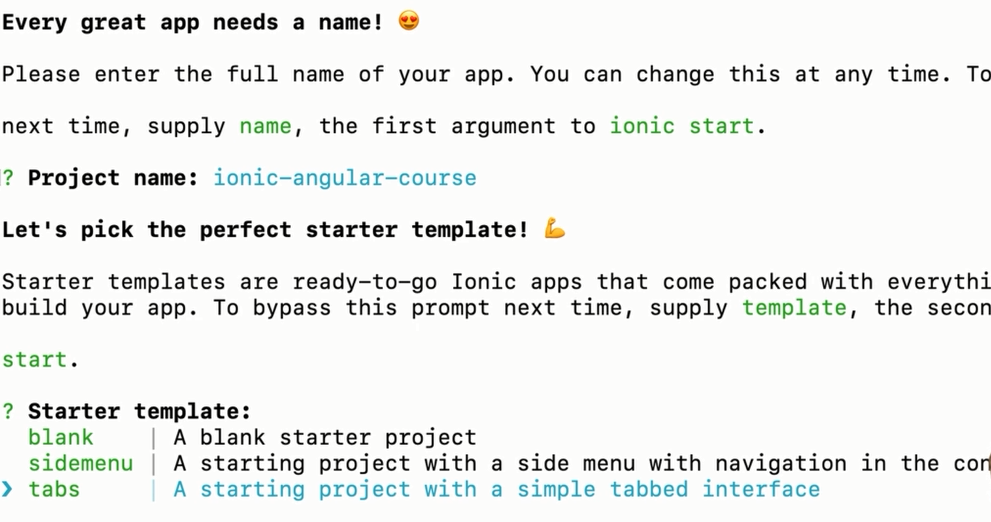 Every great app needs a name! 😍
Please enter the full name of your app. You can change this at any time. To
next time, supply name, the first argument to ionic start.
? Project name: ionic-angular-course
Let's pick the perfect starter template! 💪
Starter templates are ready-to-go Ionic apps that come packed with everythi
build your app. To bypass this prompt next time, supply template, the secon
start.
? Starter template:
blank | A blank starter project
sidemenu | A starting project with a side menu with navigation in the con
❯ tabs | A starting project with a simple tabbed interface